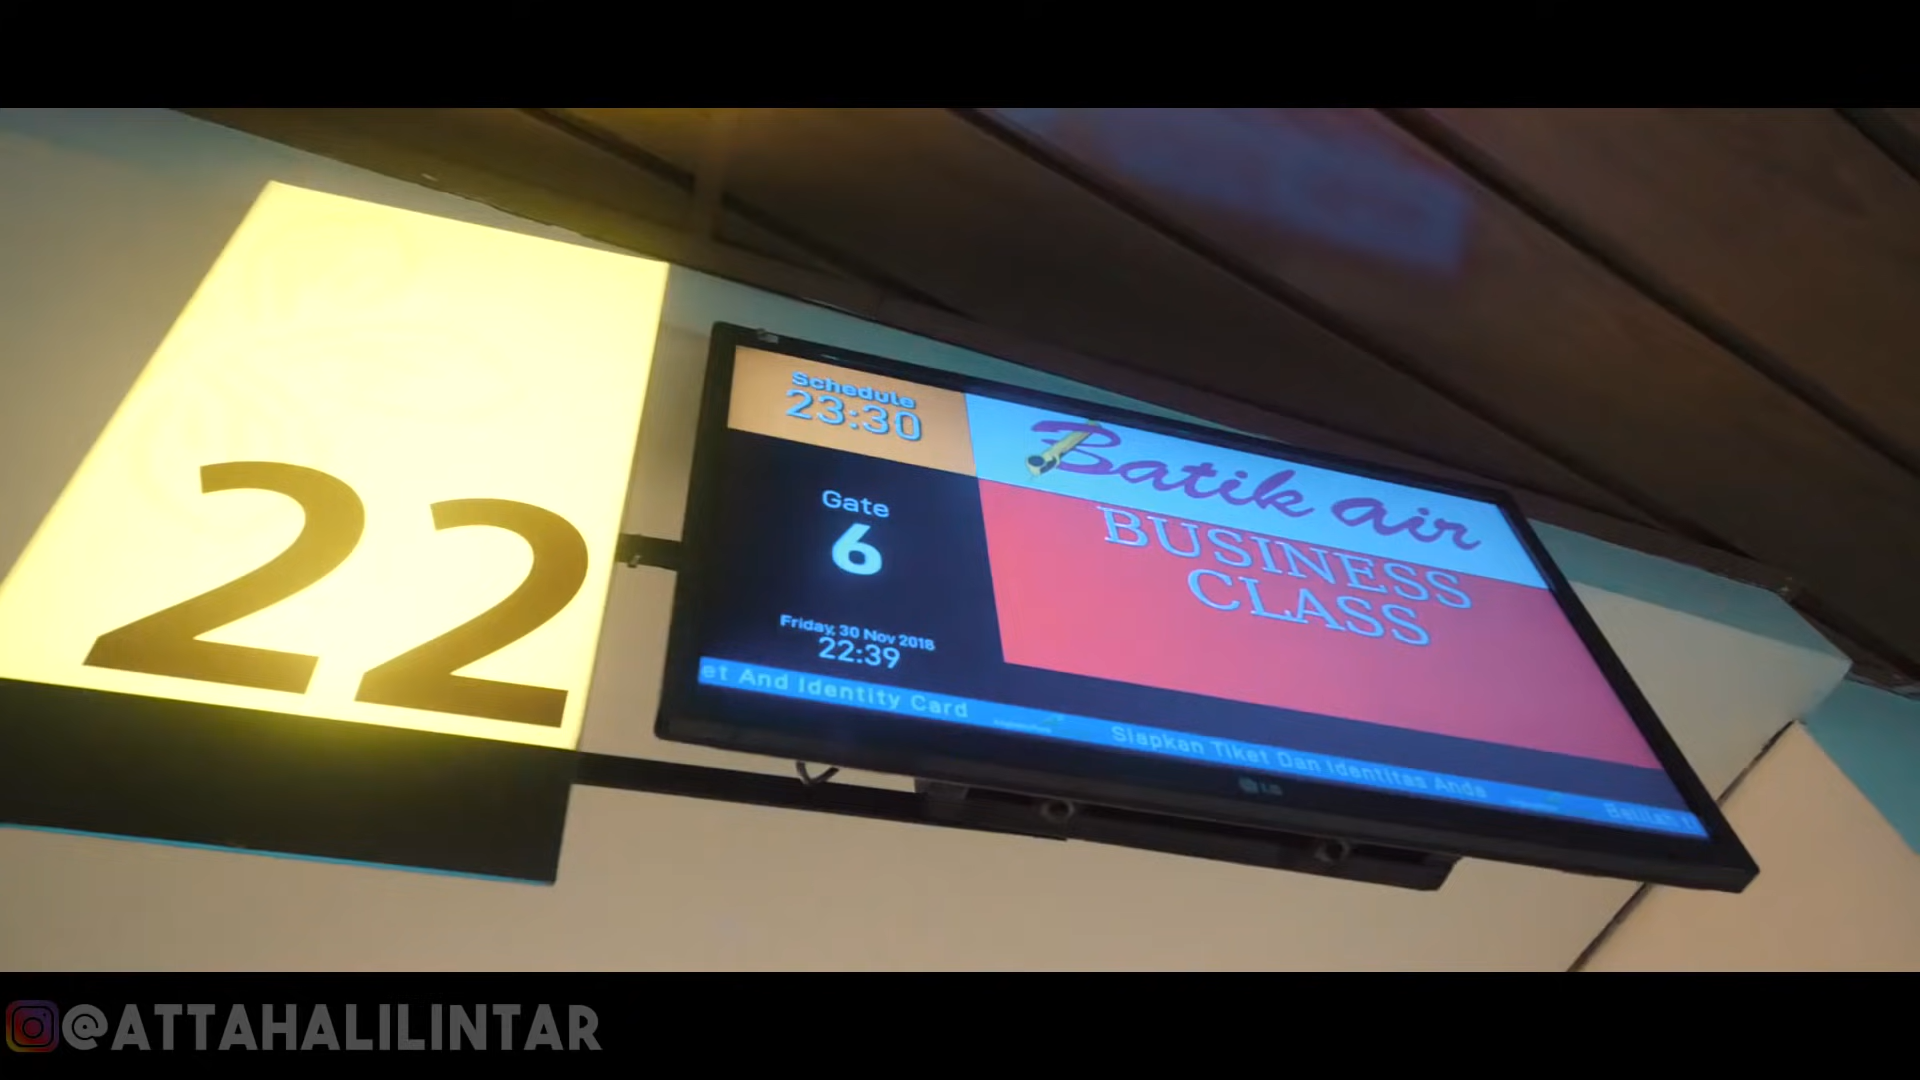 22
Schedule
23:30
Batik air
BUSINESS
CLASS
Gate
6
Friday, 30 Nov 2018
22:39
et And Identity Card
Siapkan Tiket Dan Identitas Anda
LG
@ATTAHALILINTAR